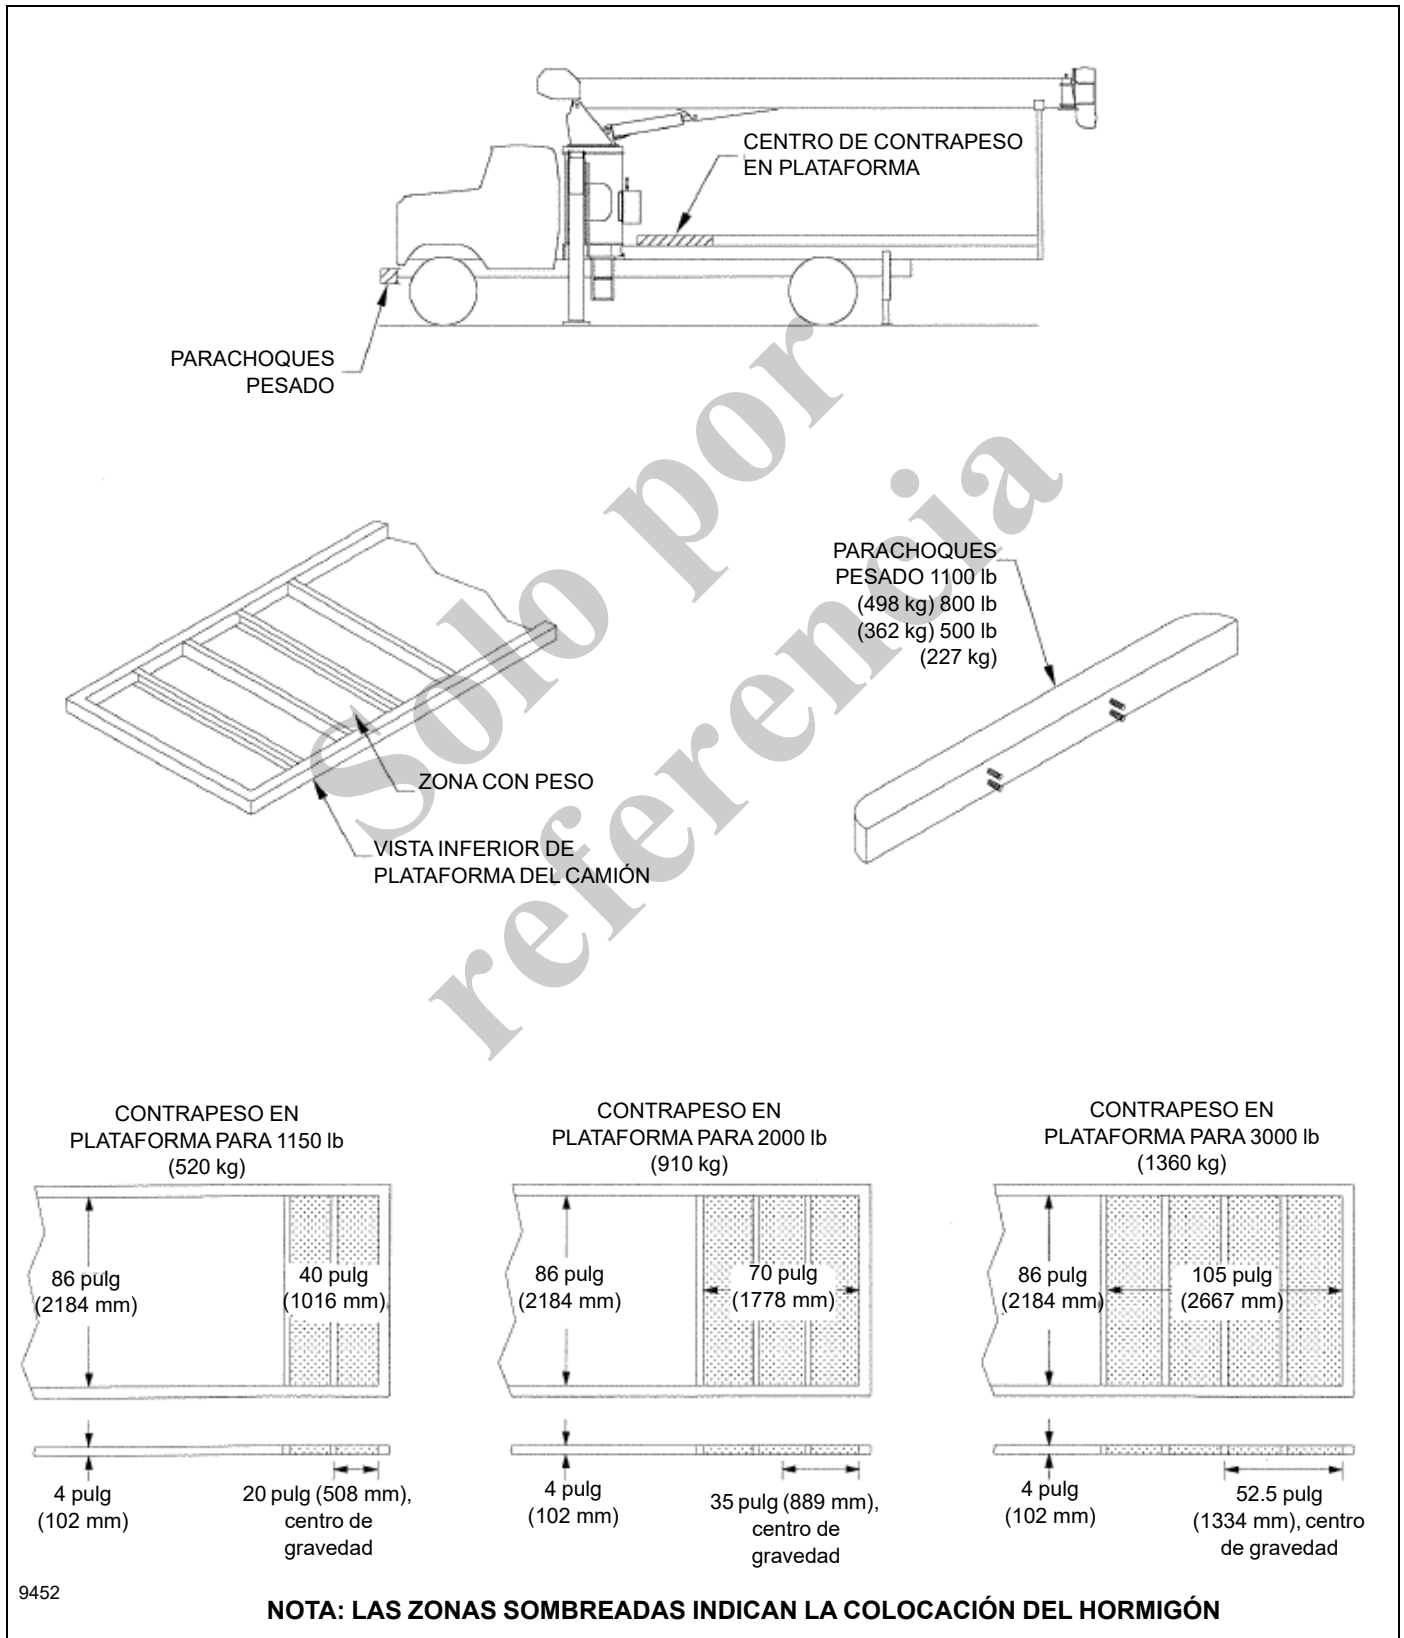 CENTRO DE CONTRAPESO
EN PLATAFORMA
PARACHOQUES
PESADO
Solo por
referencia
PARACHOQUES
PESADO 1100 lb
(498 kg) 800 lb
(362 kg) 500 lb
(227 kg)
ZONA CON PESO
VISTA INFERIOR DE
PLATAFORMA DEL CAMIÓN
CONTRAPESO EN
PLATAFORMA PARA 1150 lb
(520 kg)
86 pulg
(2184 mm)
40 pulg
(1016 mm)
4 pulg
(102 mm)
20 pulg (508 mm),
centro de
gravedad
CONTRAPESO EN
PLATAFORMA PARA 2000 lb
(910 kg)
86 pulg
(2184 mm)
70 pulg
(1778 mm)
4 pulg
(102 mm)
35 pulg (889 mm),
centro de
gravedad
CONTRAPESO EN
PLATAFORMA PARA 3000 lb
(1360 kg)
86 pulg
(2184 mm)
105 pulg
(2667 mm)
4 pulg
(102 mm)
52.5 pulg
(1334 mm), centro
de gravedad
9452
NOTA: LAS ZONAS SOMBREADAS INDICAN LA COLOCACIÓN DEL HORMIGÓN